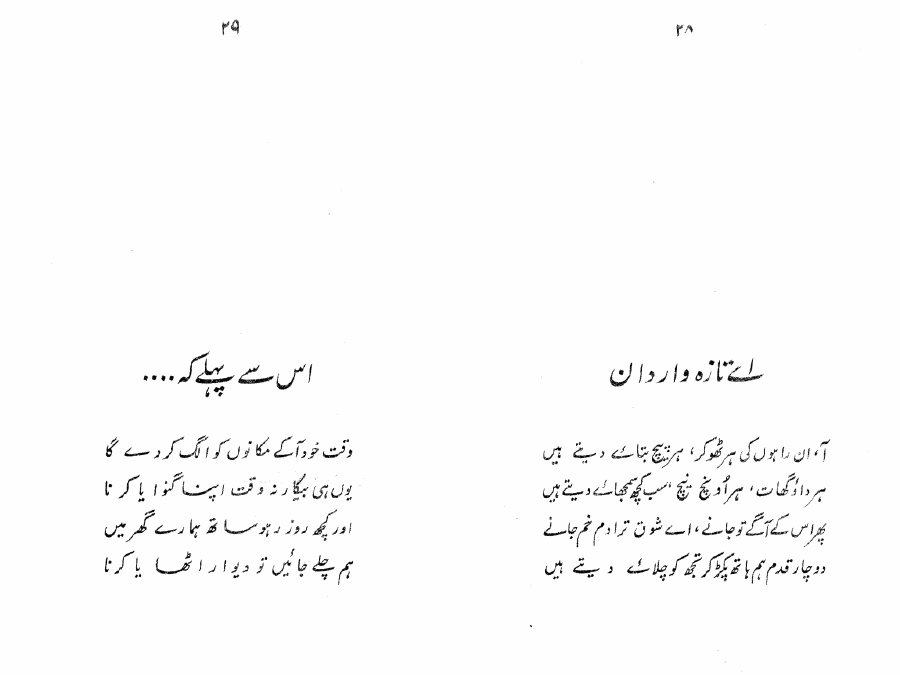 ۲۸
اے تازہ واردان
آ، ان راہوں کی ہر ٹھوکر، ہر پیچ بتائے دیتے ہیں
ہر داؤ گھات، ہر اُونچ نیچ، سب کچھ سمجھائے دیتے ہیں
پھر اس کے آگے تو جانے، اے شوق ترا دم خم جانے
دو چار قدم ہم ہاتھ پکڑ کر تجھ کو چلائے دیتے ہیں
۲۹
اس سے پہلے کہ ....
وقت خود آ کے مکانوں کو الگ کر دے گا
یوں ہی بیکار نہ وقت اپنا گنوایا کرنا
اور کچھ روز رہو ساتھ ہمارے گھر میں
ہم چلے جائیں تو دیوار اٹھایا کرنا